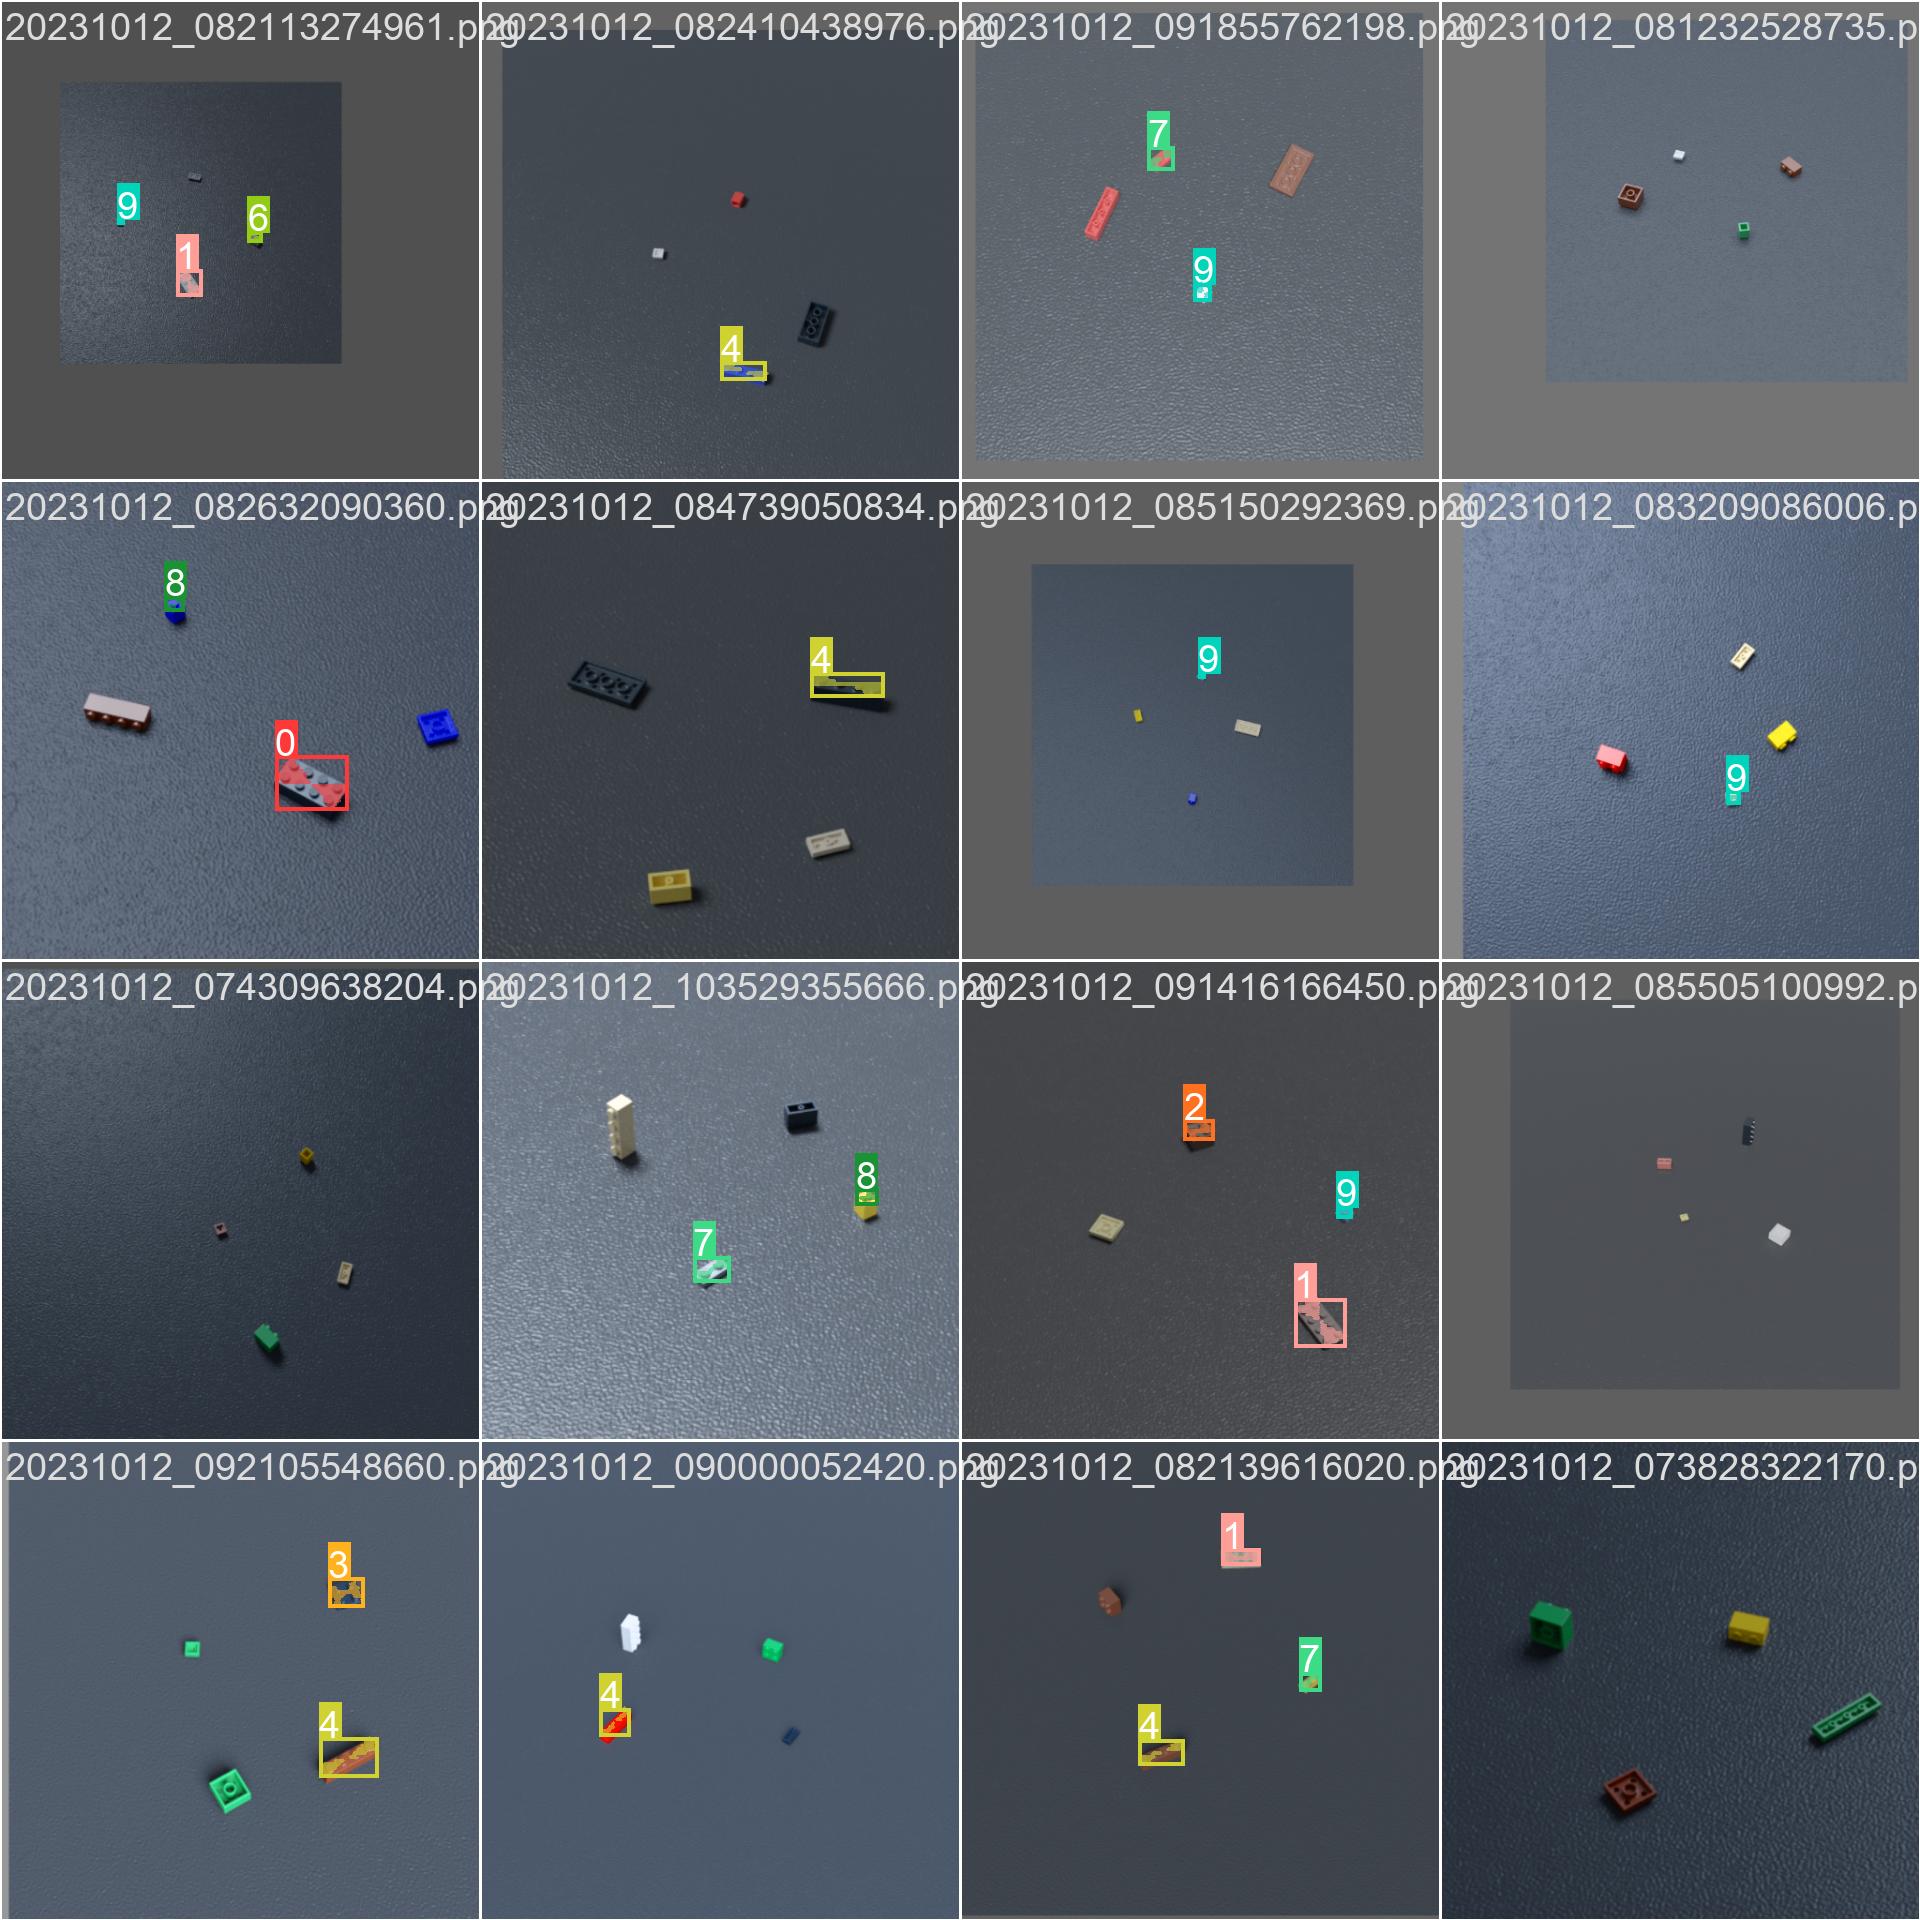 20231012_082113274961.png
20231012_082410438976.png
20231012_091855762198.png
20231012_081232528735.p
9
6
1
4
7
9
20231012_082632090360.png
20231012_084739050834.png
20231012_085150292369.png
20231012_083209086006.p
8
0
4
9
9
20231012_074309638204.png
20231012_103529355666.png
20231012_091416166450.png
20231012_085505100992.p
8
7
2
9
1
20231012_092105548660.png
20231012_090000052420.png
20231012_082139616020.png
20231012_073828322170.p
3
4
4
1
7
4